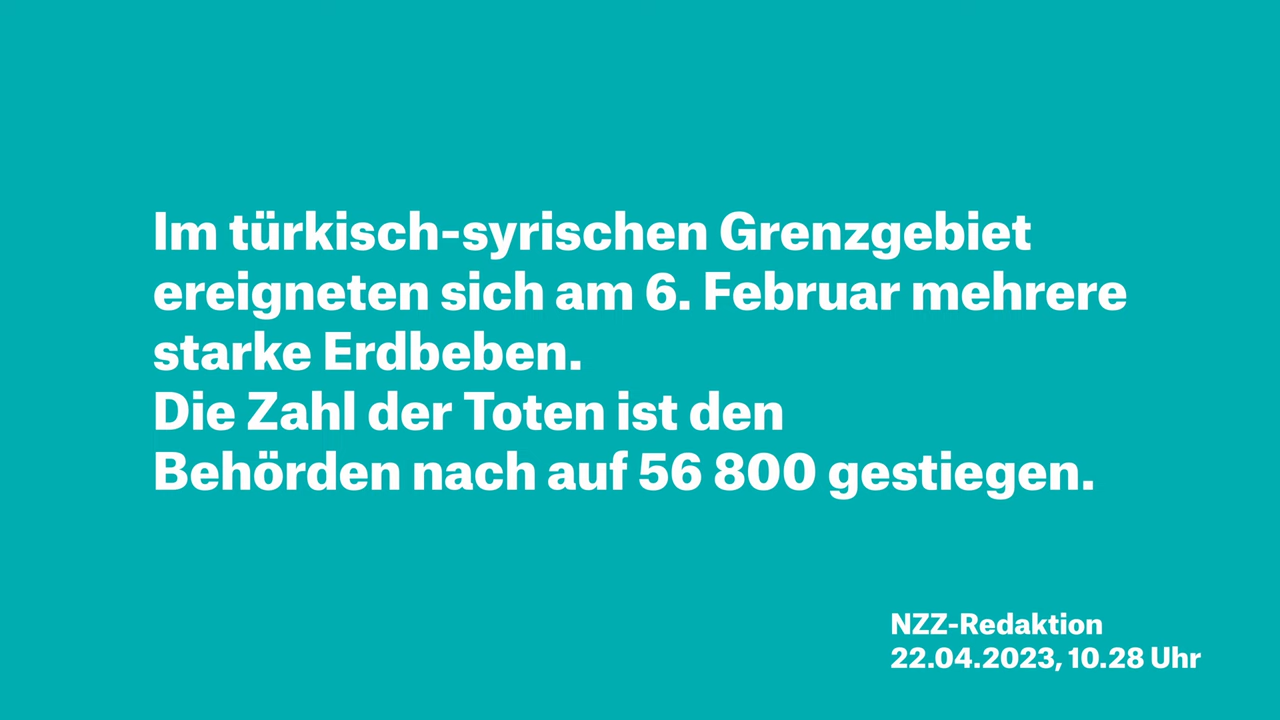 Im türkisch-syrischen Grenzgebiet
ereigneten sich am 6. Februar mehrere
starke Erdbeben.
Die Zahl der Toten ist den
Behörden nach auf 56 800 gestiegen.
NZZ-Redaktion
22.04.2023, 10.28 Uhr